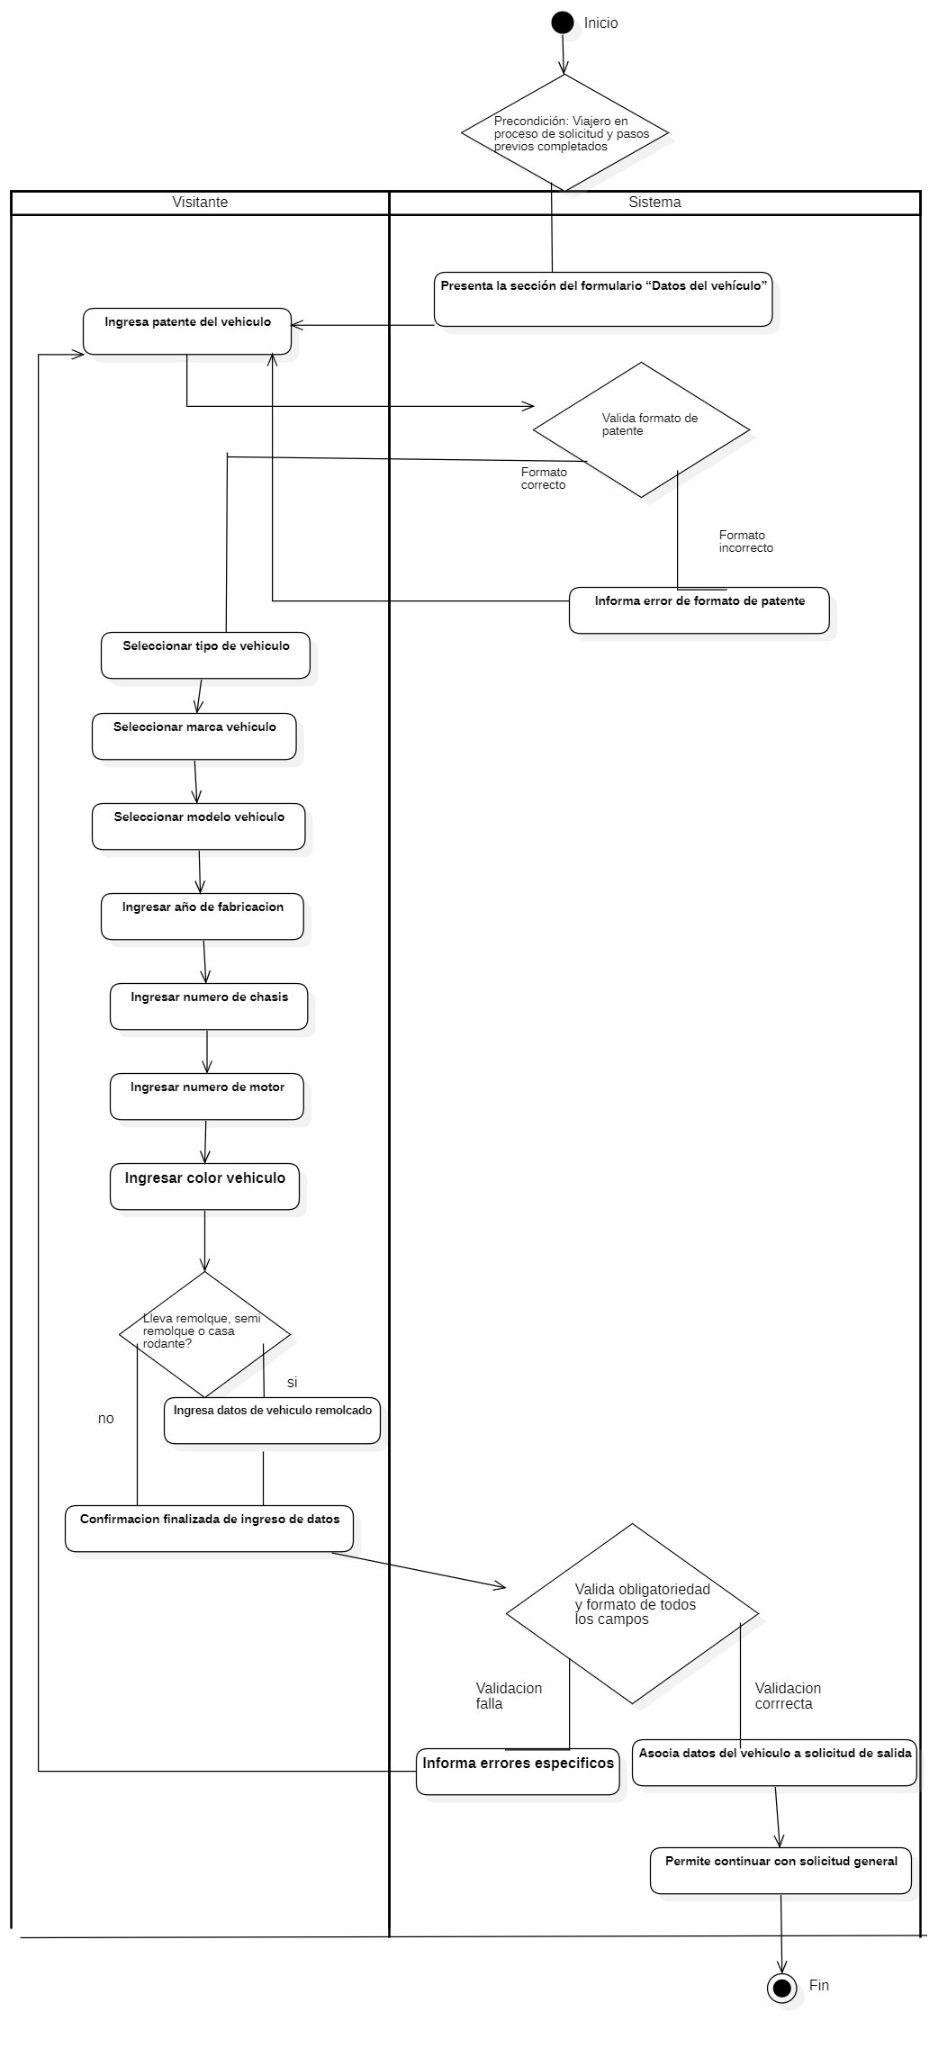 Inicio
Precondición: Viajero en
proceso de solicitud y pasos
previos completados
Visitante
Sistema
Presenta la sección del formulario “Datos del vehículo”
Ingresa patente del vehiculo
Valida formato de
patente
Formato
correcto
Formato
incorrecto
Informa error de formato de patente
Seleccionar tipo de vehiculo
Seleccionar marca vehiculo
Seleccionar modelo vehiculo
Ingresar año de fabricacion
Ingresar numero de chasis
Ingresar numero de motor
Ingresar color vehiculo
Lleva remolque, semi
remolque o casa
rodante?
si
Ingresa datos de vehiculo remolcado
no
Confirmacion finalizada de ingreso de datos
Valida obligatoriedad
y formato de todos
los campos
Validacion
falla
Validacion
corrrecta
Informa errores especificos
Asocia datos del vehiculo a solicitud de salida
Permite continuar con solicitud general
Fin